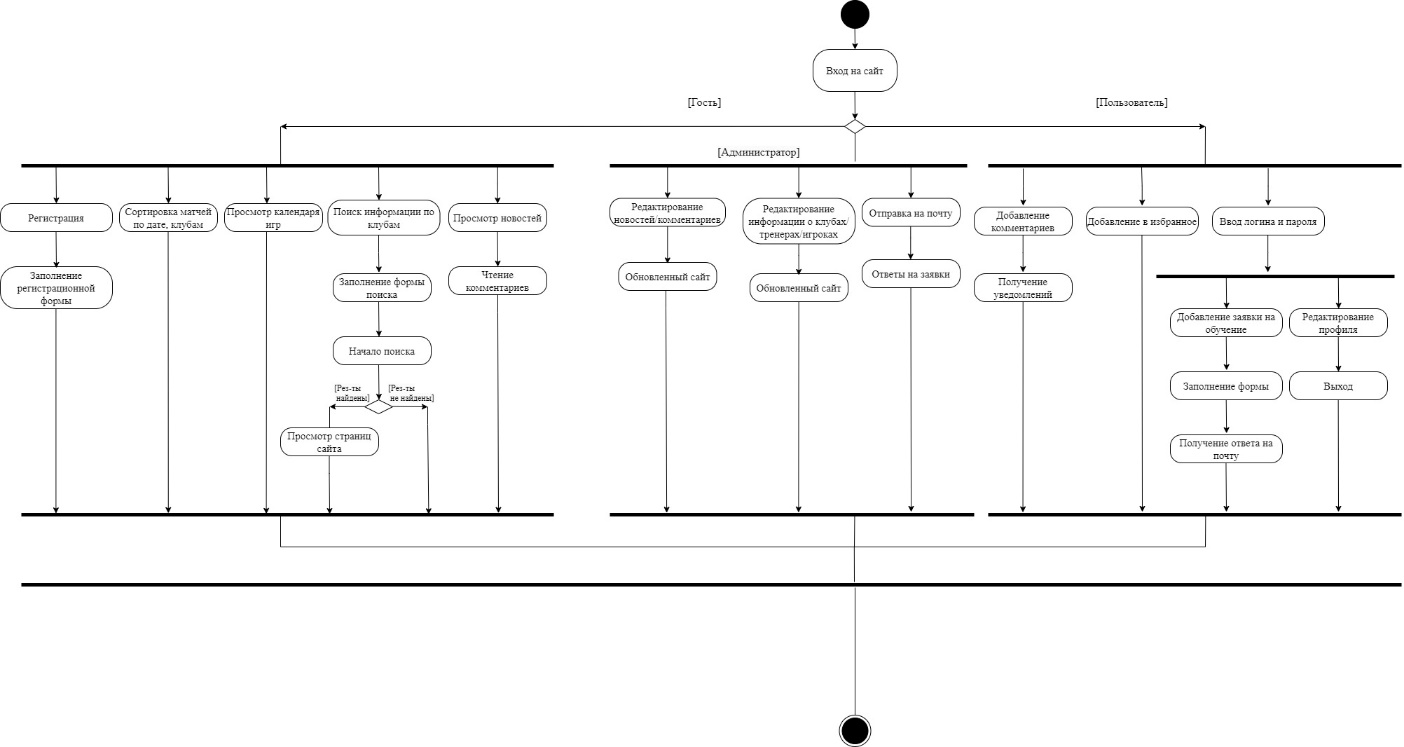 Вход на сайт
[Гость]
[Пользователь]
[Администратор]
Регистрация
Сортировка матчей
по дате, клубам
Просмотр календаря
игр
Поиск информации по
клубам
Просмотр новостей
Редактирование
новостей/комментариев
Редактирование
информации о клубах/
тренерах/игроках
Отправка на почту
Добавление
комментариев
Добавление в избранное
Ввод логина и пароля
Заполнение
регистрационной
формы
Заполнение формы
поиска
Чтение
комментариев
Обновленный сайт
Обновленный сайт
Ответы на заявки
Получение
уведомлений
Добавление заявки на
обучение
Редактирование
профиля
Начало поиска
[Рез-ты
найдены]
[Рез-ты
не найдены]
Заполнение формы
Выход
Просмотр страниц
сайта
Получение ответа на
почту